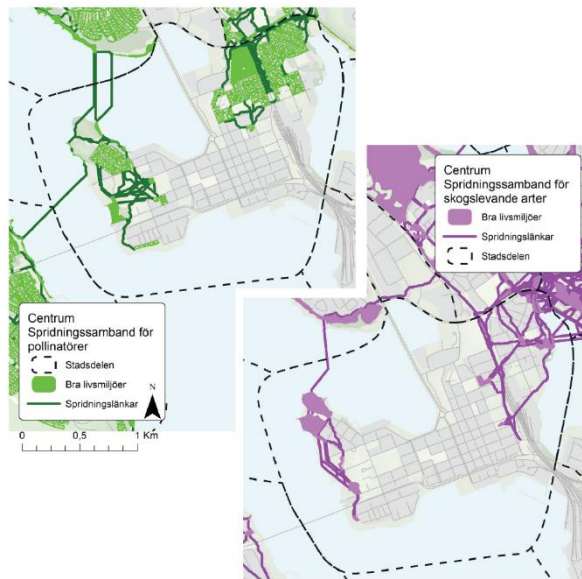 Centrum
Spridningssamband för
pollinatörer
Stadsdelen
Bra livsmiljöer
Spridningslänkar
N
0 0,5 1 Km
Centrum
Spridningssamband för
skogslevande arter
Bra livsmiljöer
Spridningslänkar
Stadsdelen